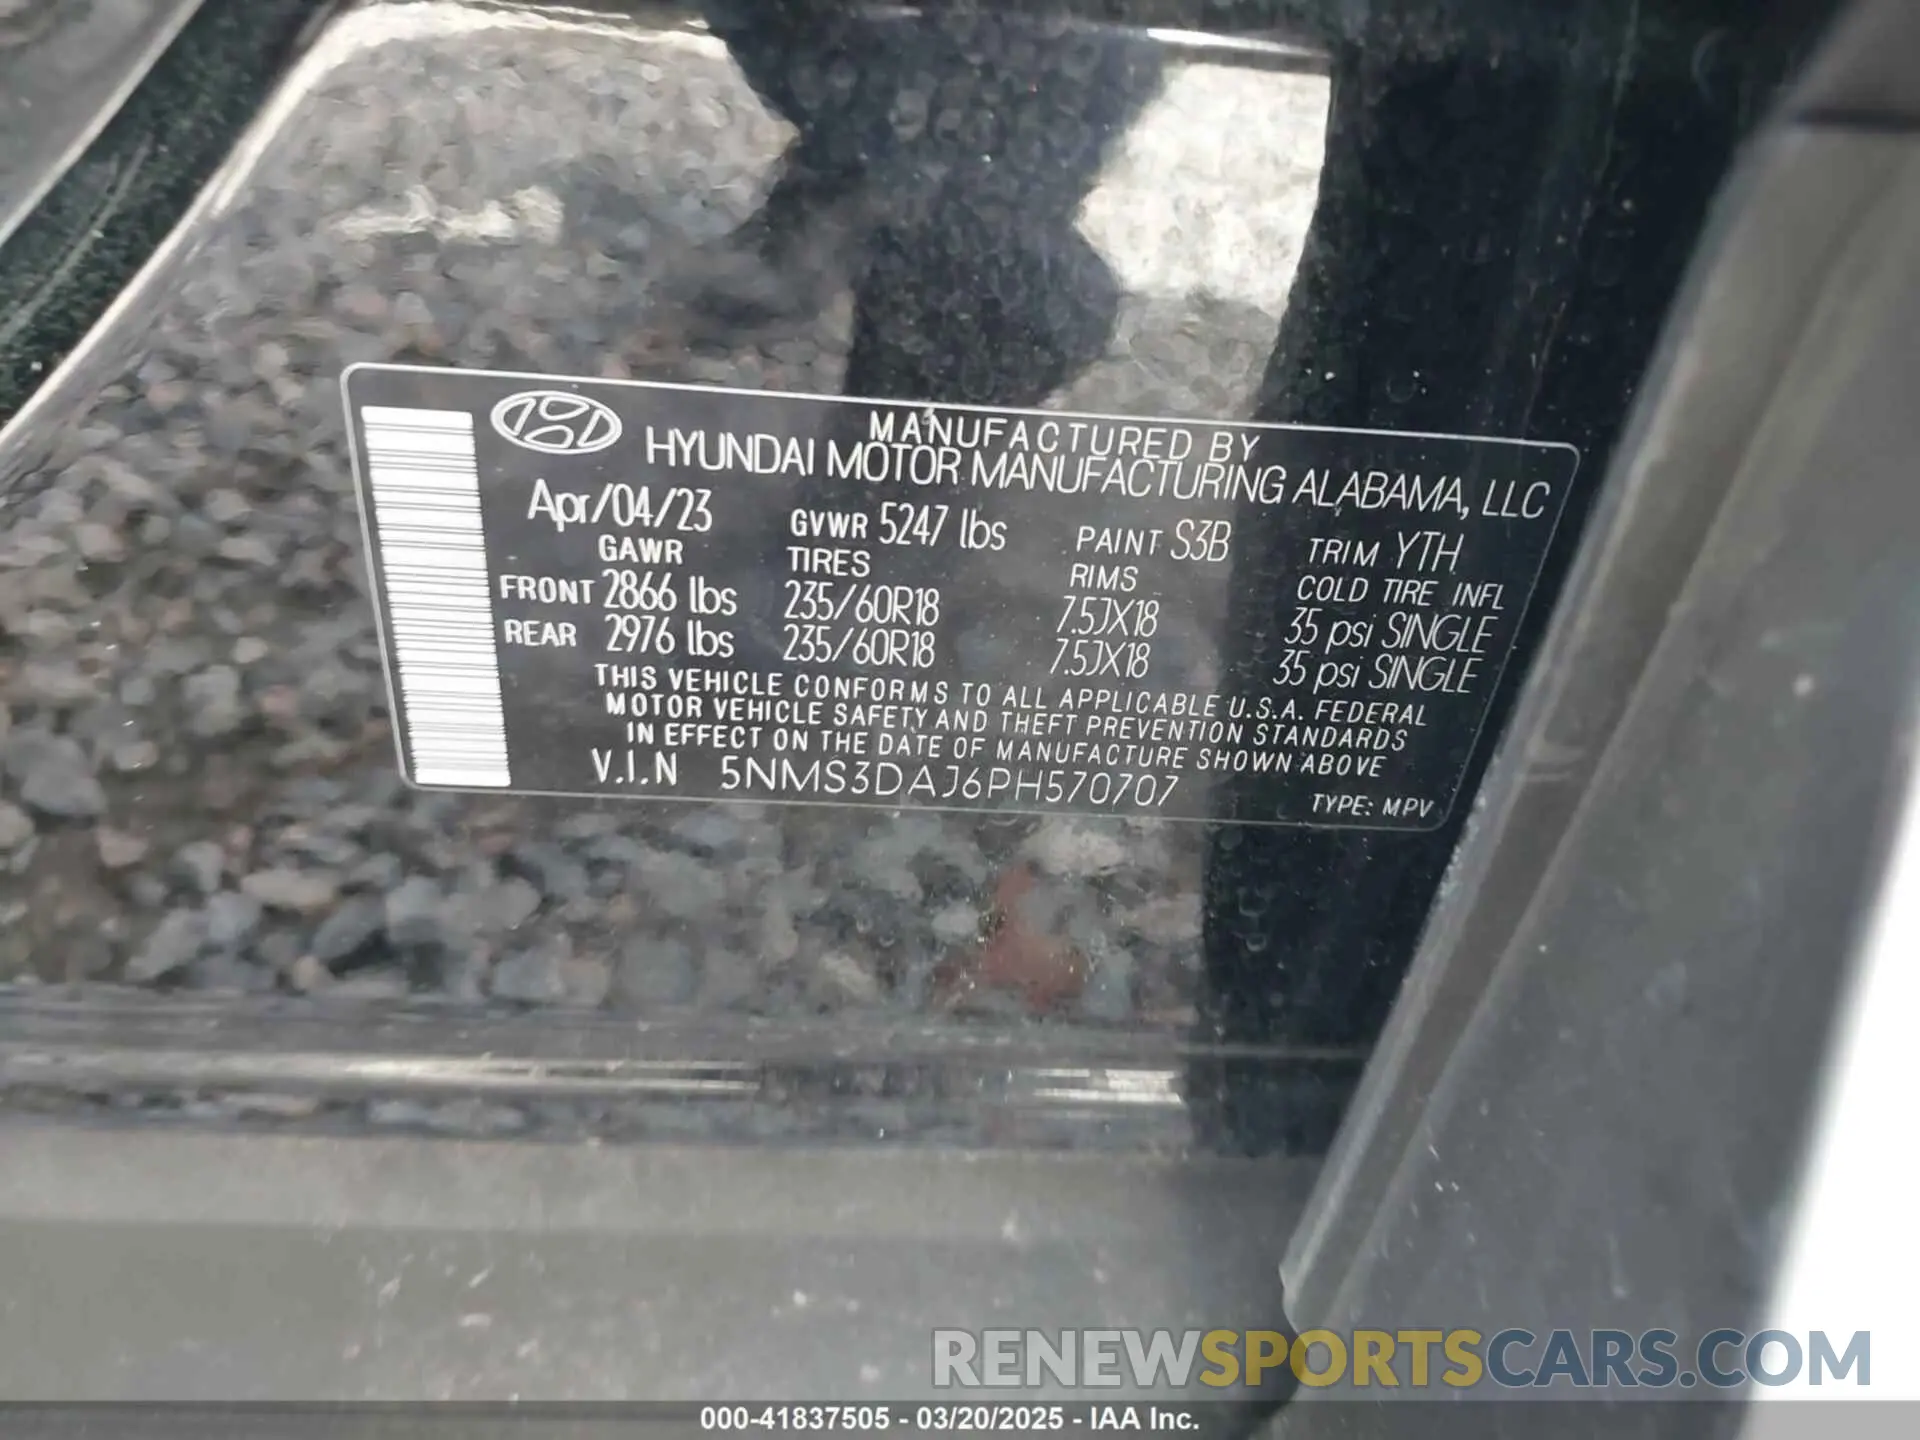 MANUFACTURED BY
HYUNDAI MOTOR MANUFACTURING ALABAMA, LLC
Apr/04/23 GVWR 5247 lbs PAINT S3B TRIM YTH
GAWR TIRES RIMS COLD TIRE INFL
FRONT 2866 lbs 235/60R18 7.5JX18 35 psi SINGLE
REAR 2976 lbs 235/60R18 7.5JX18 35 psi SINGLE
THIS VEHICLE CONFORMS TO ALL APPLICABLE U.S.A. FEDERAL
MOTOR VEHICLE SAFETY AND THEFT PREVENTION STANDARDS
IN EFFECT ON THE DATE OF MANUFACTURE SHOWN ABOVE
V.I.N 5NMS3DAJ6PH570707 TYPE: MPV
RENEWSPORTSCARS.COM
000-41837505 - 03/20/2025 - IAA Inc.